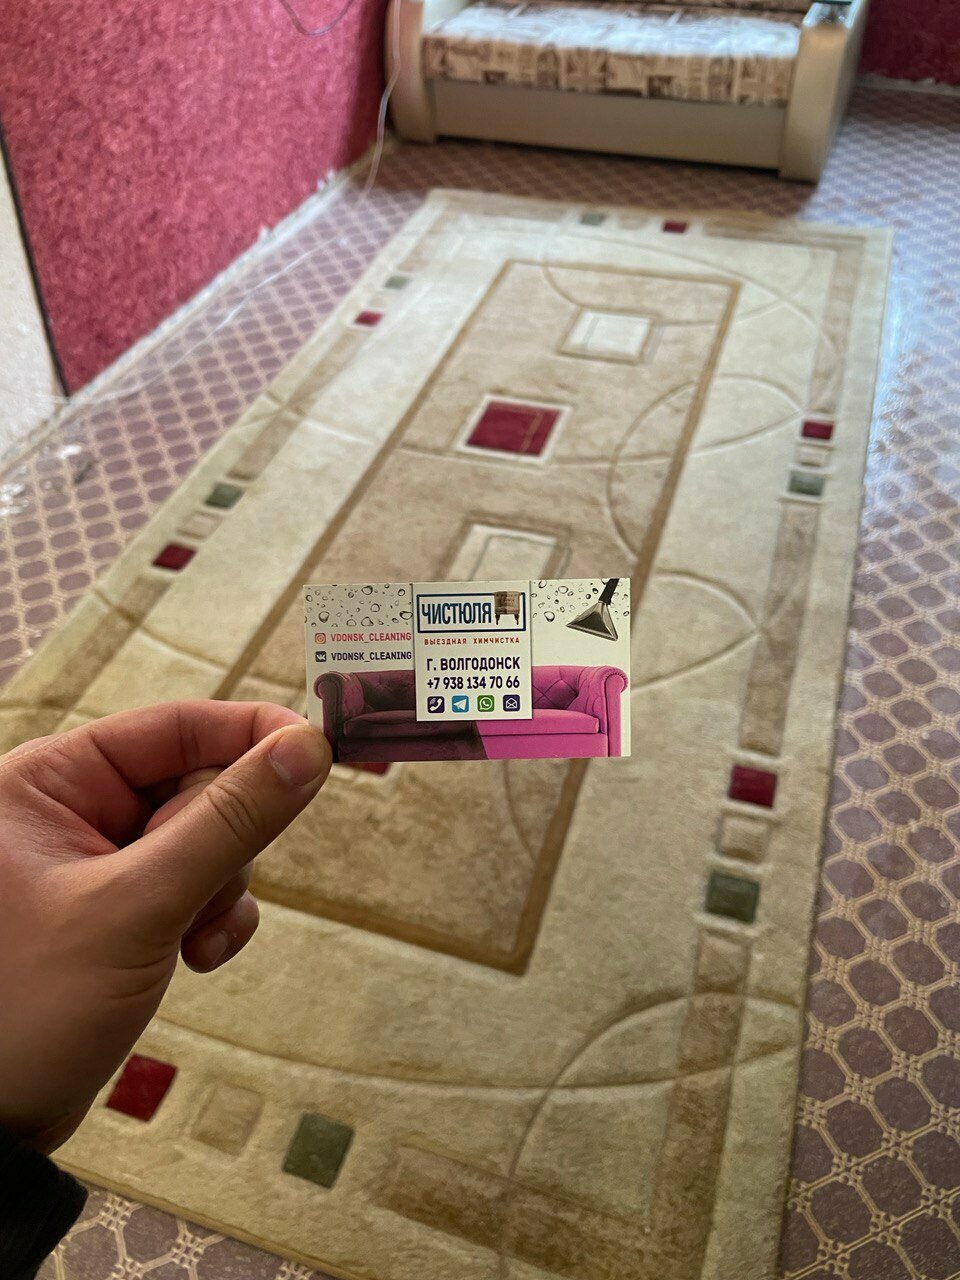 VDONSK_CLEANING
VDONSK_CLEANING
ЧИСТЮЛЯ
ВЫЕЗДНАЯ ХИМЧИСТКА
Г. ВОЛГОДОНСК
+7 938 134 70 66